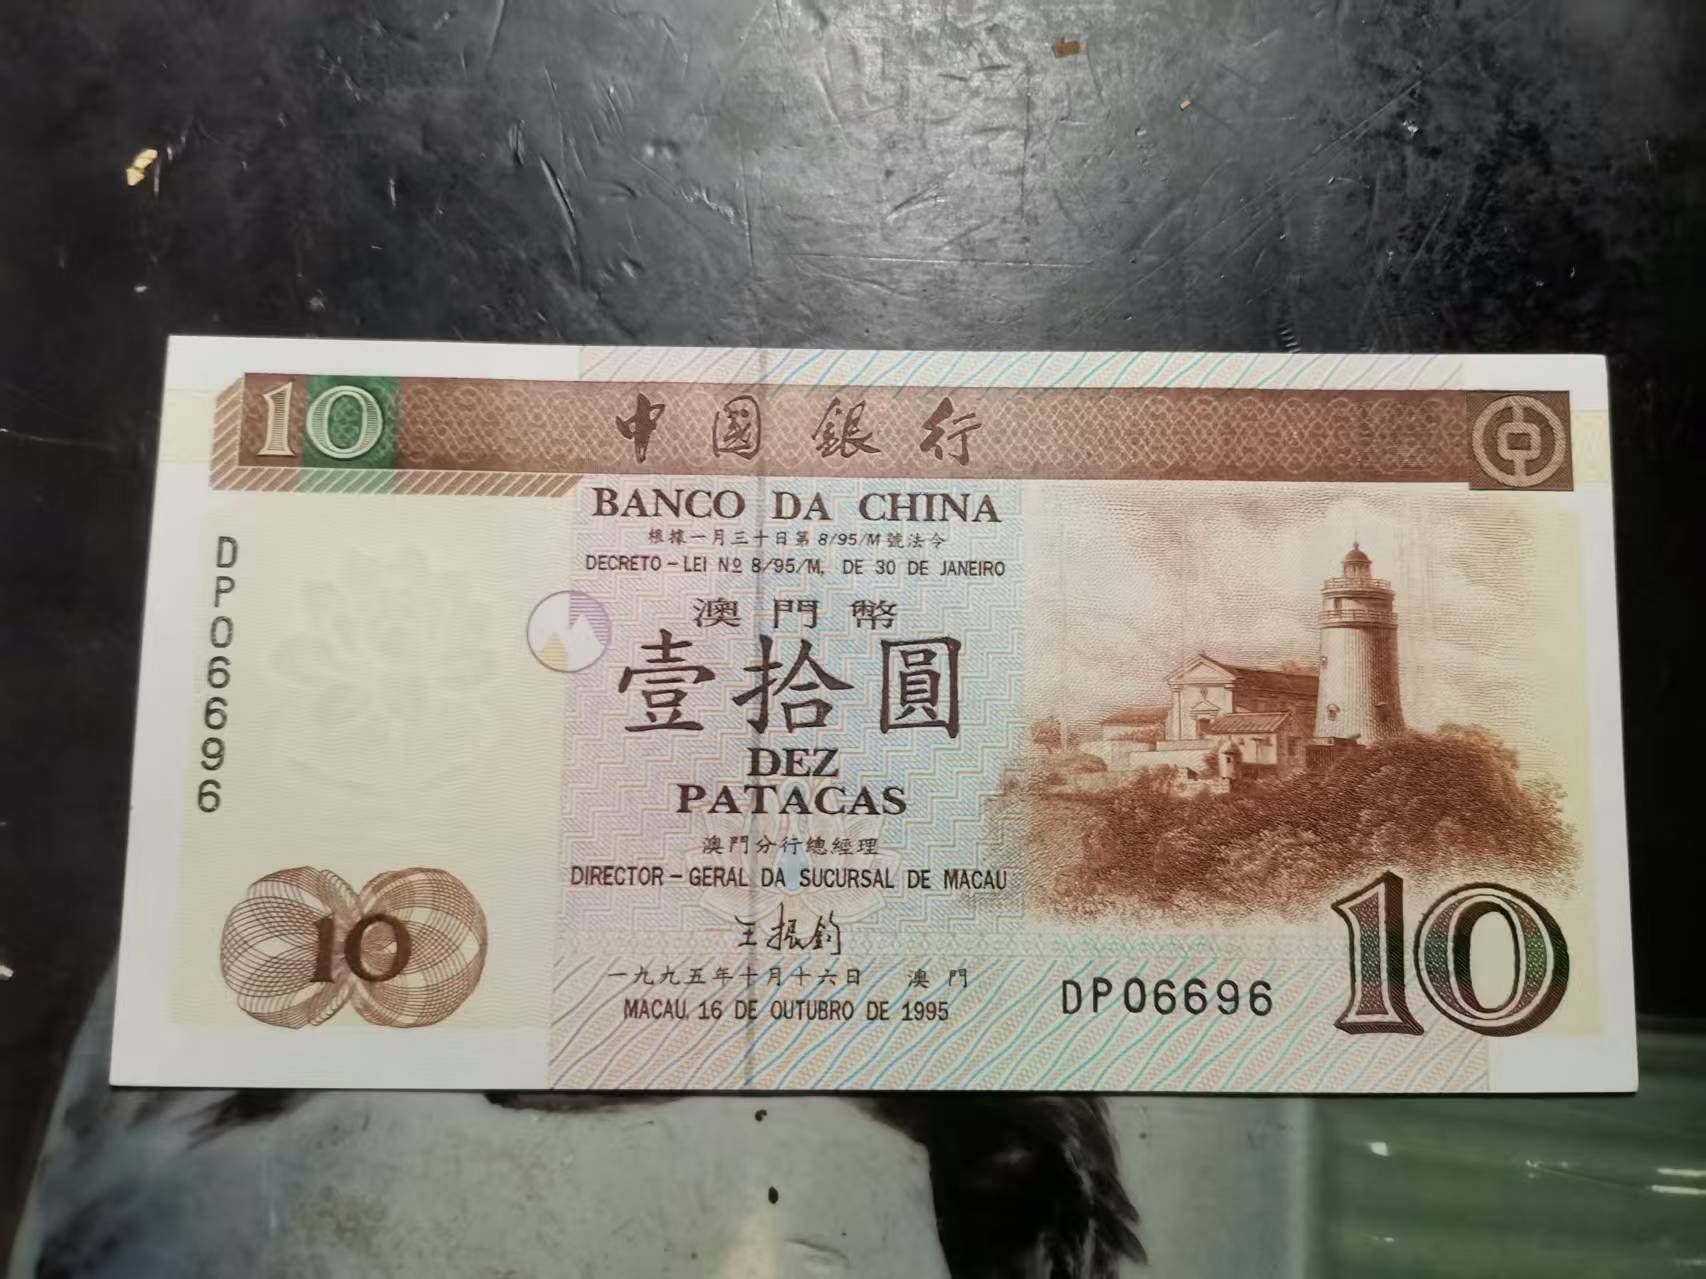 10
中國銀行
BANCO DA CHINA
根據一月三十日第 8/95/M 號法令
DECRETO – LEI Nº 8/95/M, DE 30 DE JANEIRO
澳門幣
壹拾圓
DEZ
PATACAS
澳門分行總經理
DIRECTOR – GERAL DA SUCURSAL DE MACAU
王振鈞
一九九五年十月十六日 澳門
MACAU, 16 DE OUTUBRO DE 1995
DP06696
10
DP06696
10